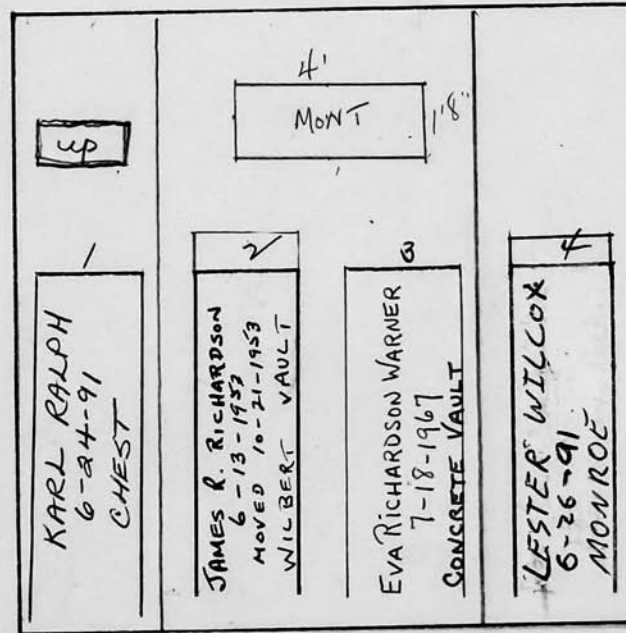 4'
MONT
1'8"
up
1
2
3
4
KARL RALPH
6-24-91
CHEST
JAMES R. RICHARDSON
6-13-1953
MOVED 10-21-1953
WILBERT VAULT
EVA RICHARDSON WARNER
7-18-1967
CONCRETE VAULT
LESTER WILCOX
6-26-91
MONROE